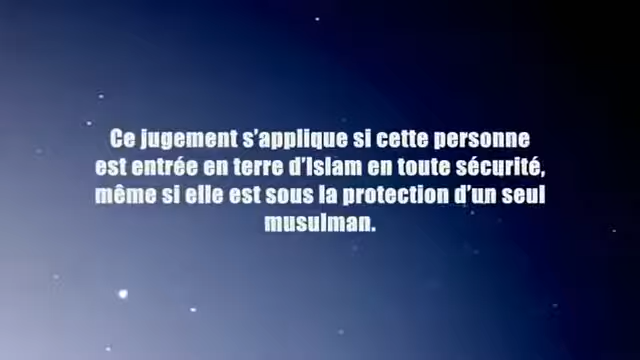 Ce jugement s'applique si cette personne
est entrée en terre d'Islam en toute sécurité,
même si elle est sous la protection d'un seul
musulman.